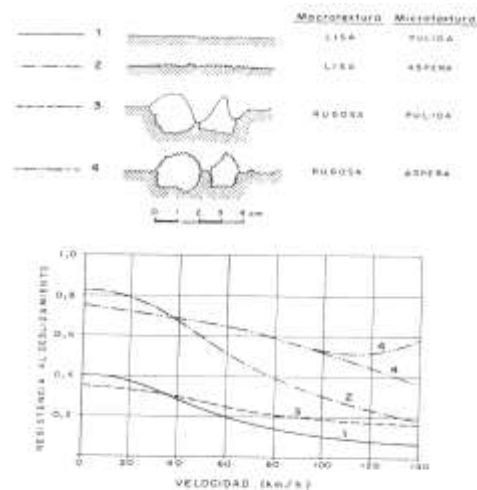 Macrotextura Microtextura
1 LISA PULIDA
2 LISA ASPERA
3 RUGOSA PULIDA
4 RUGOSA ASPERA
0 1 2 3 4 cm
RESISTENCIA AL DESLIZAMIENTO
1,0
0,8
0,6
0,4
0,2
4
4
2
3
1
0 20 40 60 80 100 120
VELOCIDAD (km/h)